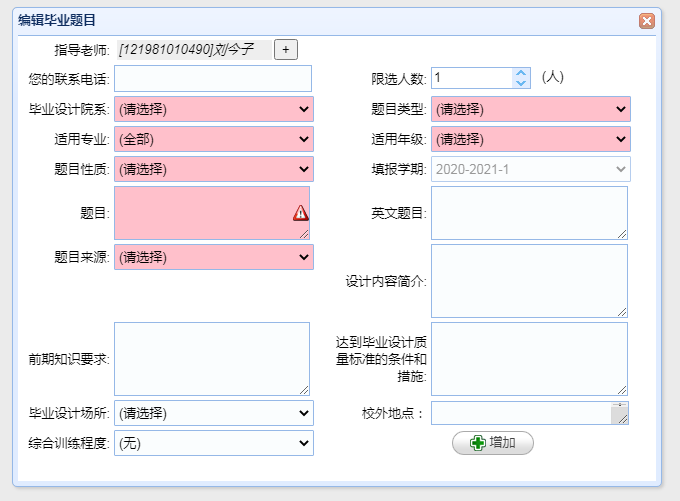 编辑毕业题目
指导老师: [121981010490]刘今子 +
您的联系电话: 限选人数: 1 (人)
毕业设计院系: (请选择) 题目类型: (请选择)
适用专业: (全部) 适用年级: (请选择)
题目性质: (请选择) 填报学期: 2020-2021-1
题目: 英文题目:
题目来源: (请选择)
设计内容简介:
前期知识要求: 达到毕业设计质
量标准的条件和
措施:
毕业设计场所: (请选择) 校外地点：
综合训练程度: (无) 增加